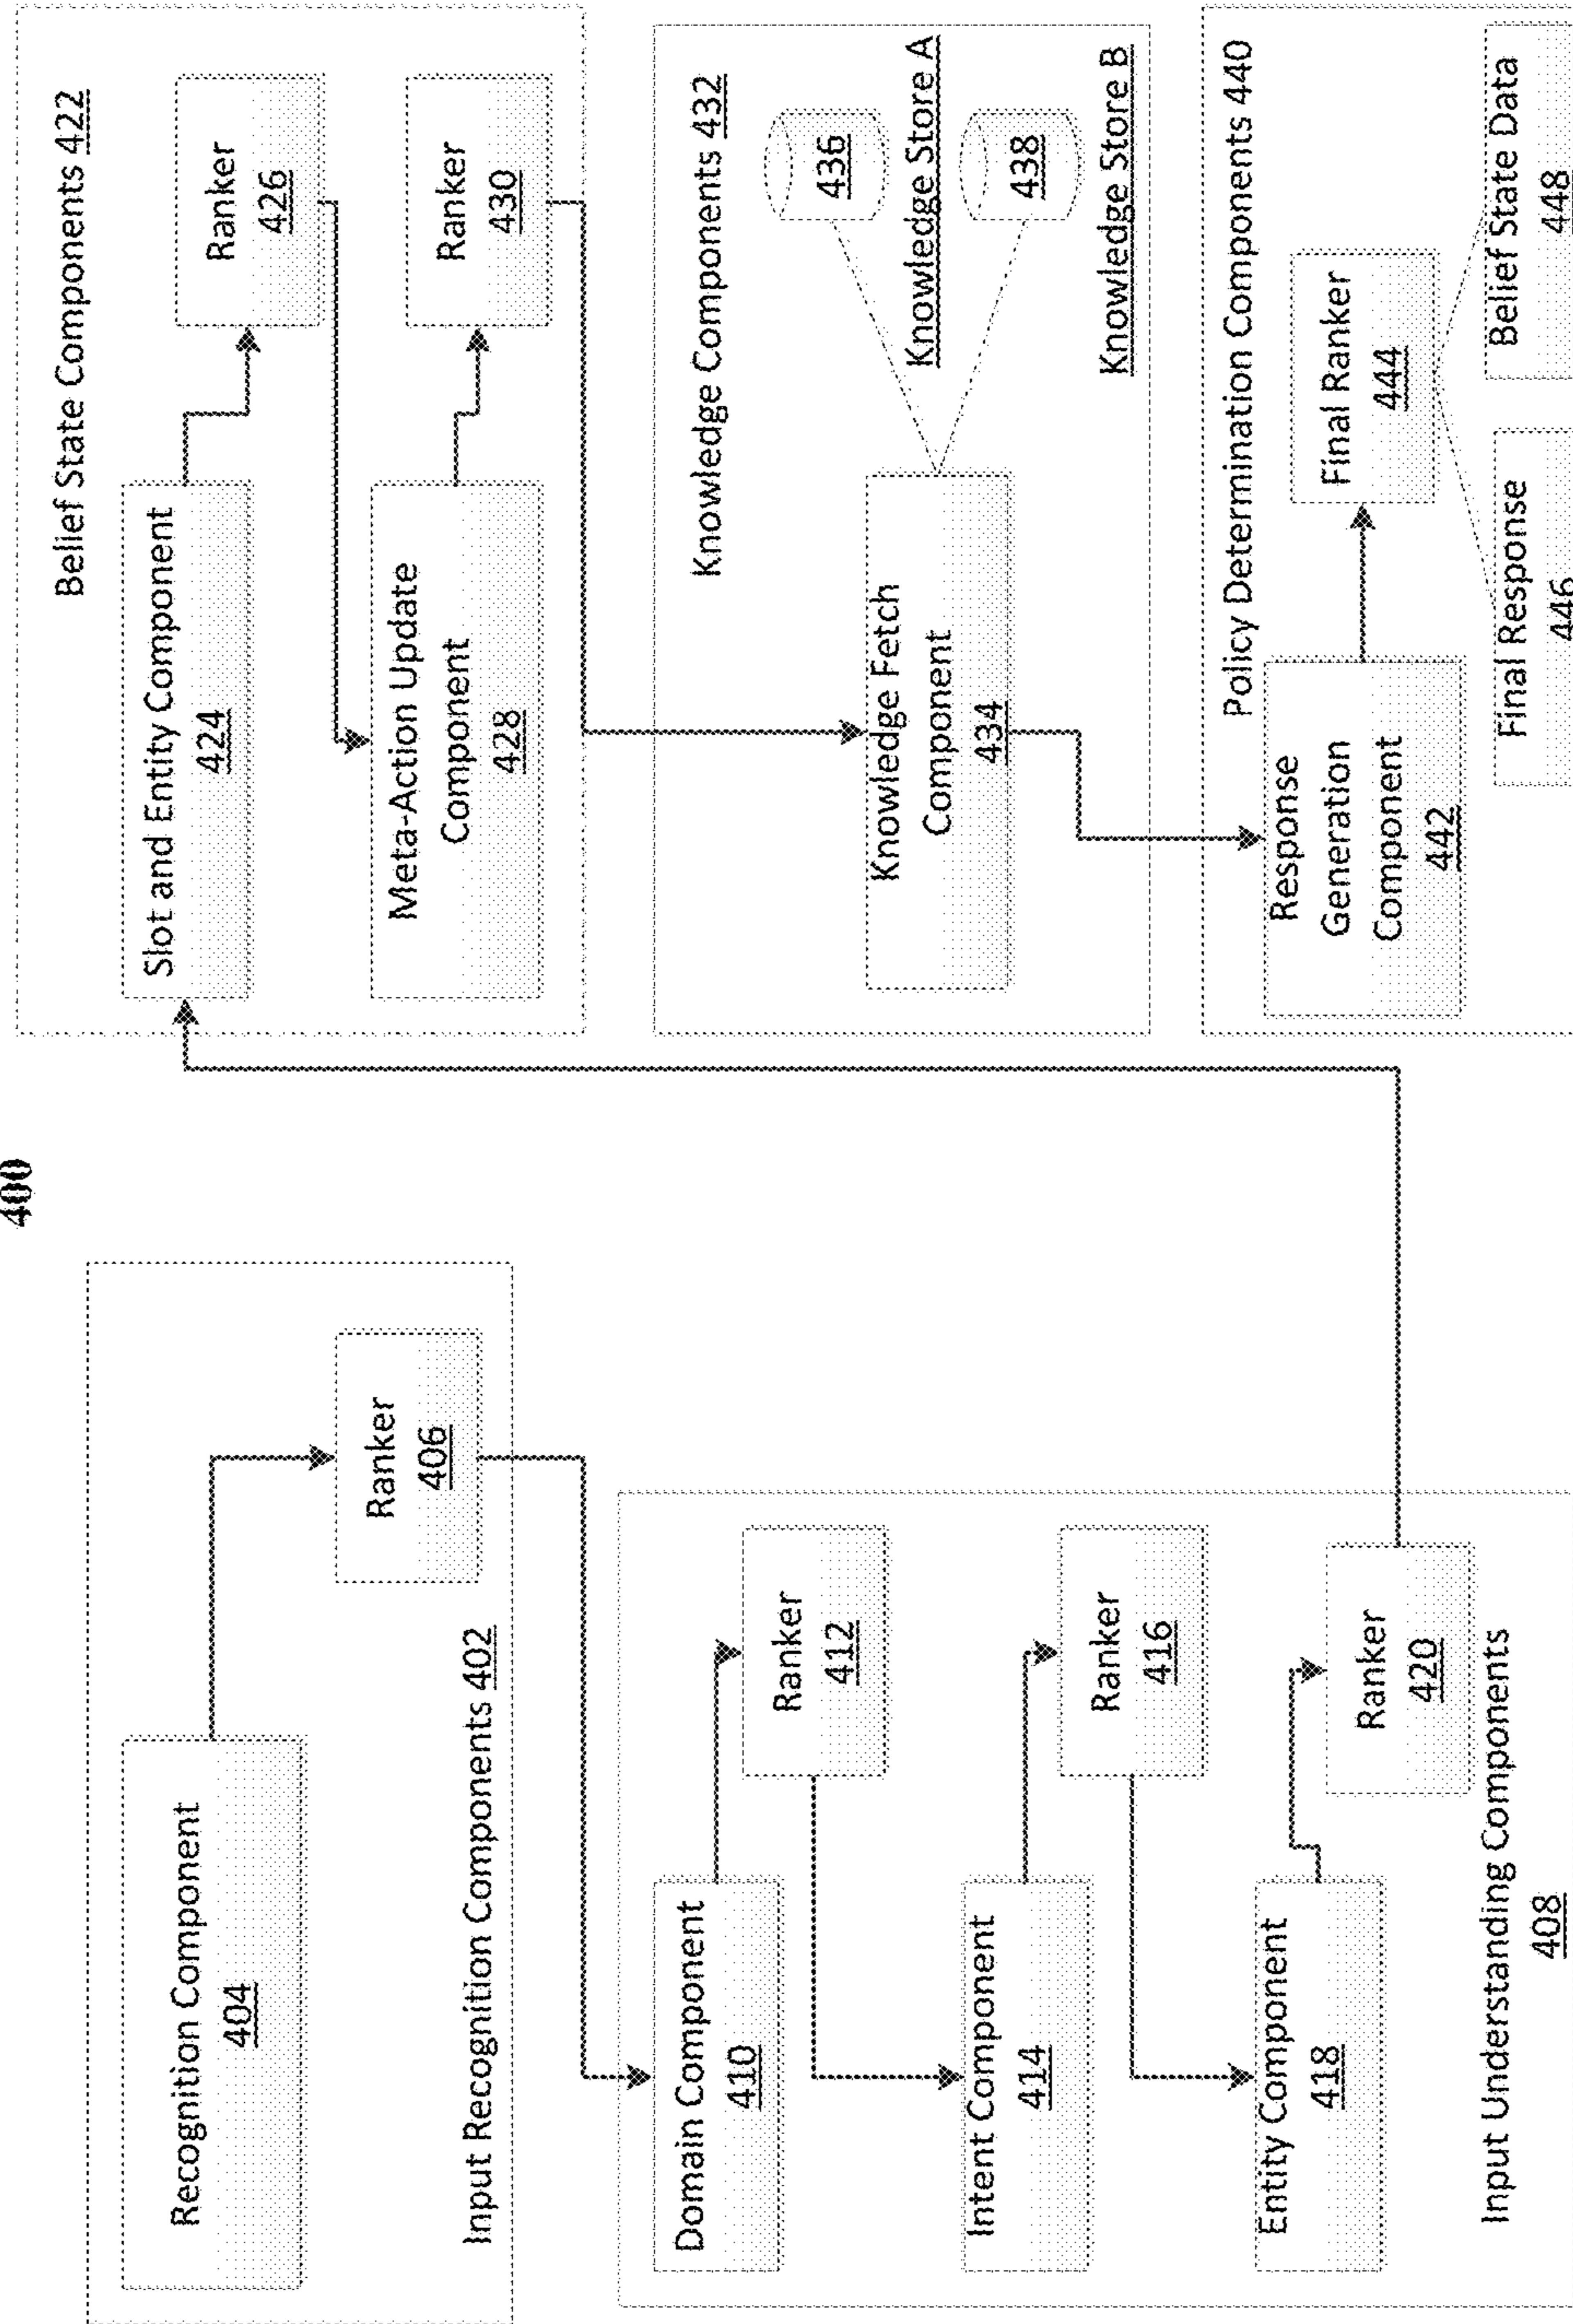 400
Recognition Component
404
Ranker
406
Input Recognition Components 402
Domain Component
410
Ranker
412
Intent Component
414
Ranker
416
Entity Component
418
Ranker
420
Input Understanding Components
408
Belief State Components 422
Slot and Entity Component
424
Ranker
426
Meta-Action Update
Component
428
Ranker
430
Knowledge Components 432
Knowledge Fetch
Component
434
436
Knowledge Store A
438
Knowledge Store B
Policy Determination Components 440
Response
Generation
Component
442
Final Ranker
444
Final Response
446
Belief State Data
448